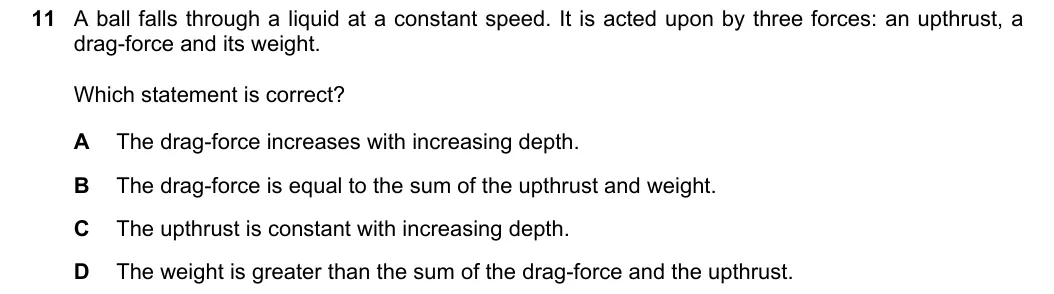 11 A ball falls through a liquid at a constant speed. It is acted upon by three forces: an upthrust, a
drag-force and its weight.
Which statement is correct?
A The drag-force increases with increasing depth.
B The drag-force is equal to the sum of the upthrust and weight.
C The upthrust is constant with increasing depth.
D The weight is greater than the sum of the drag-force and the upthrust.